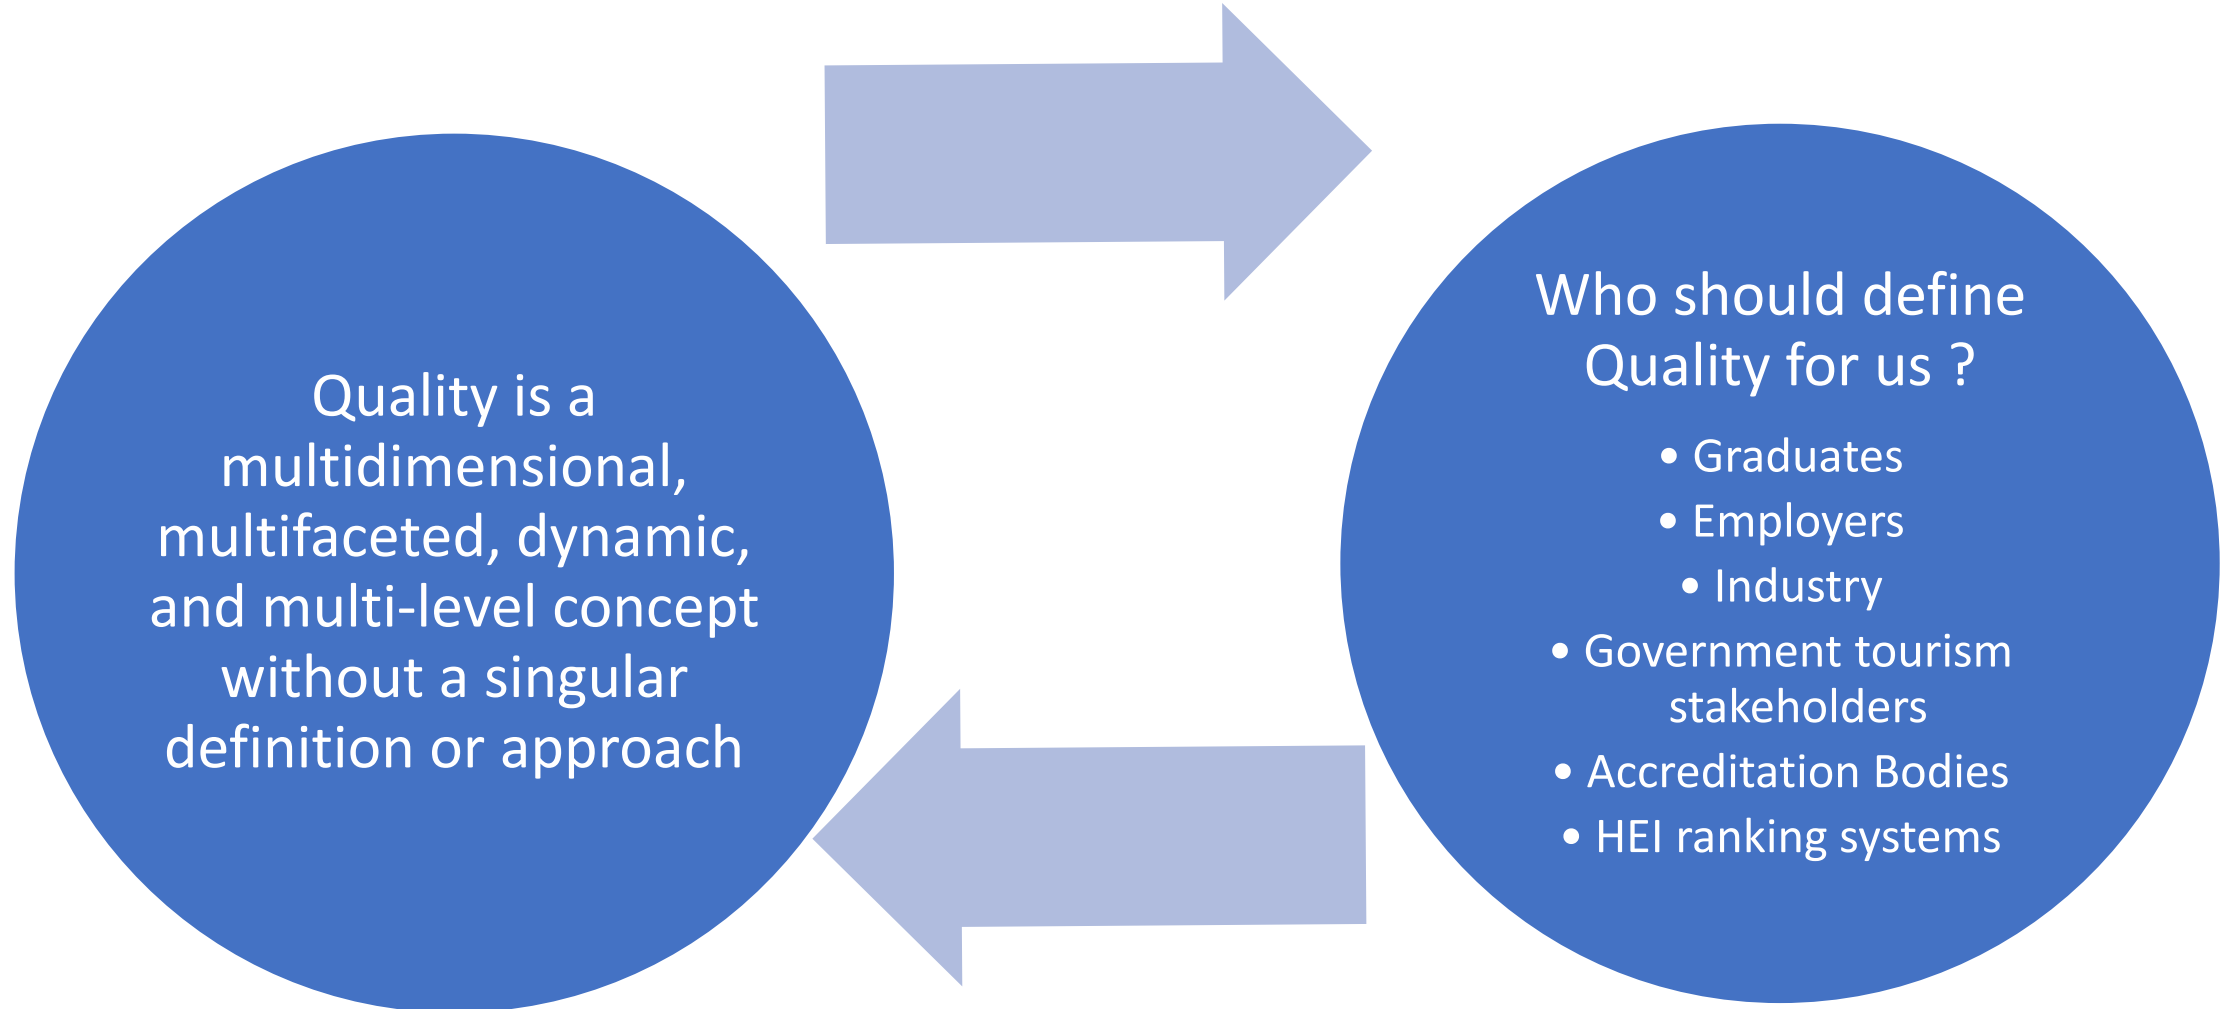 Quality is a
multidimensional,
multifaceted, dynamic,
and multi-level concept
without a singular
definition or approach
Who should define
Quality for us ?
• Graduates
• Employers
• Industry
• Government tourism
stakeholders
• Accreditation Bodies
• HEI ranking systems